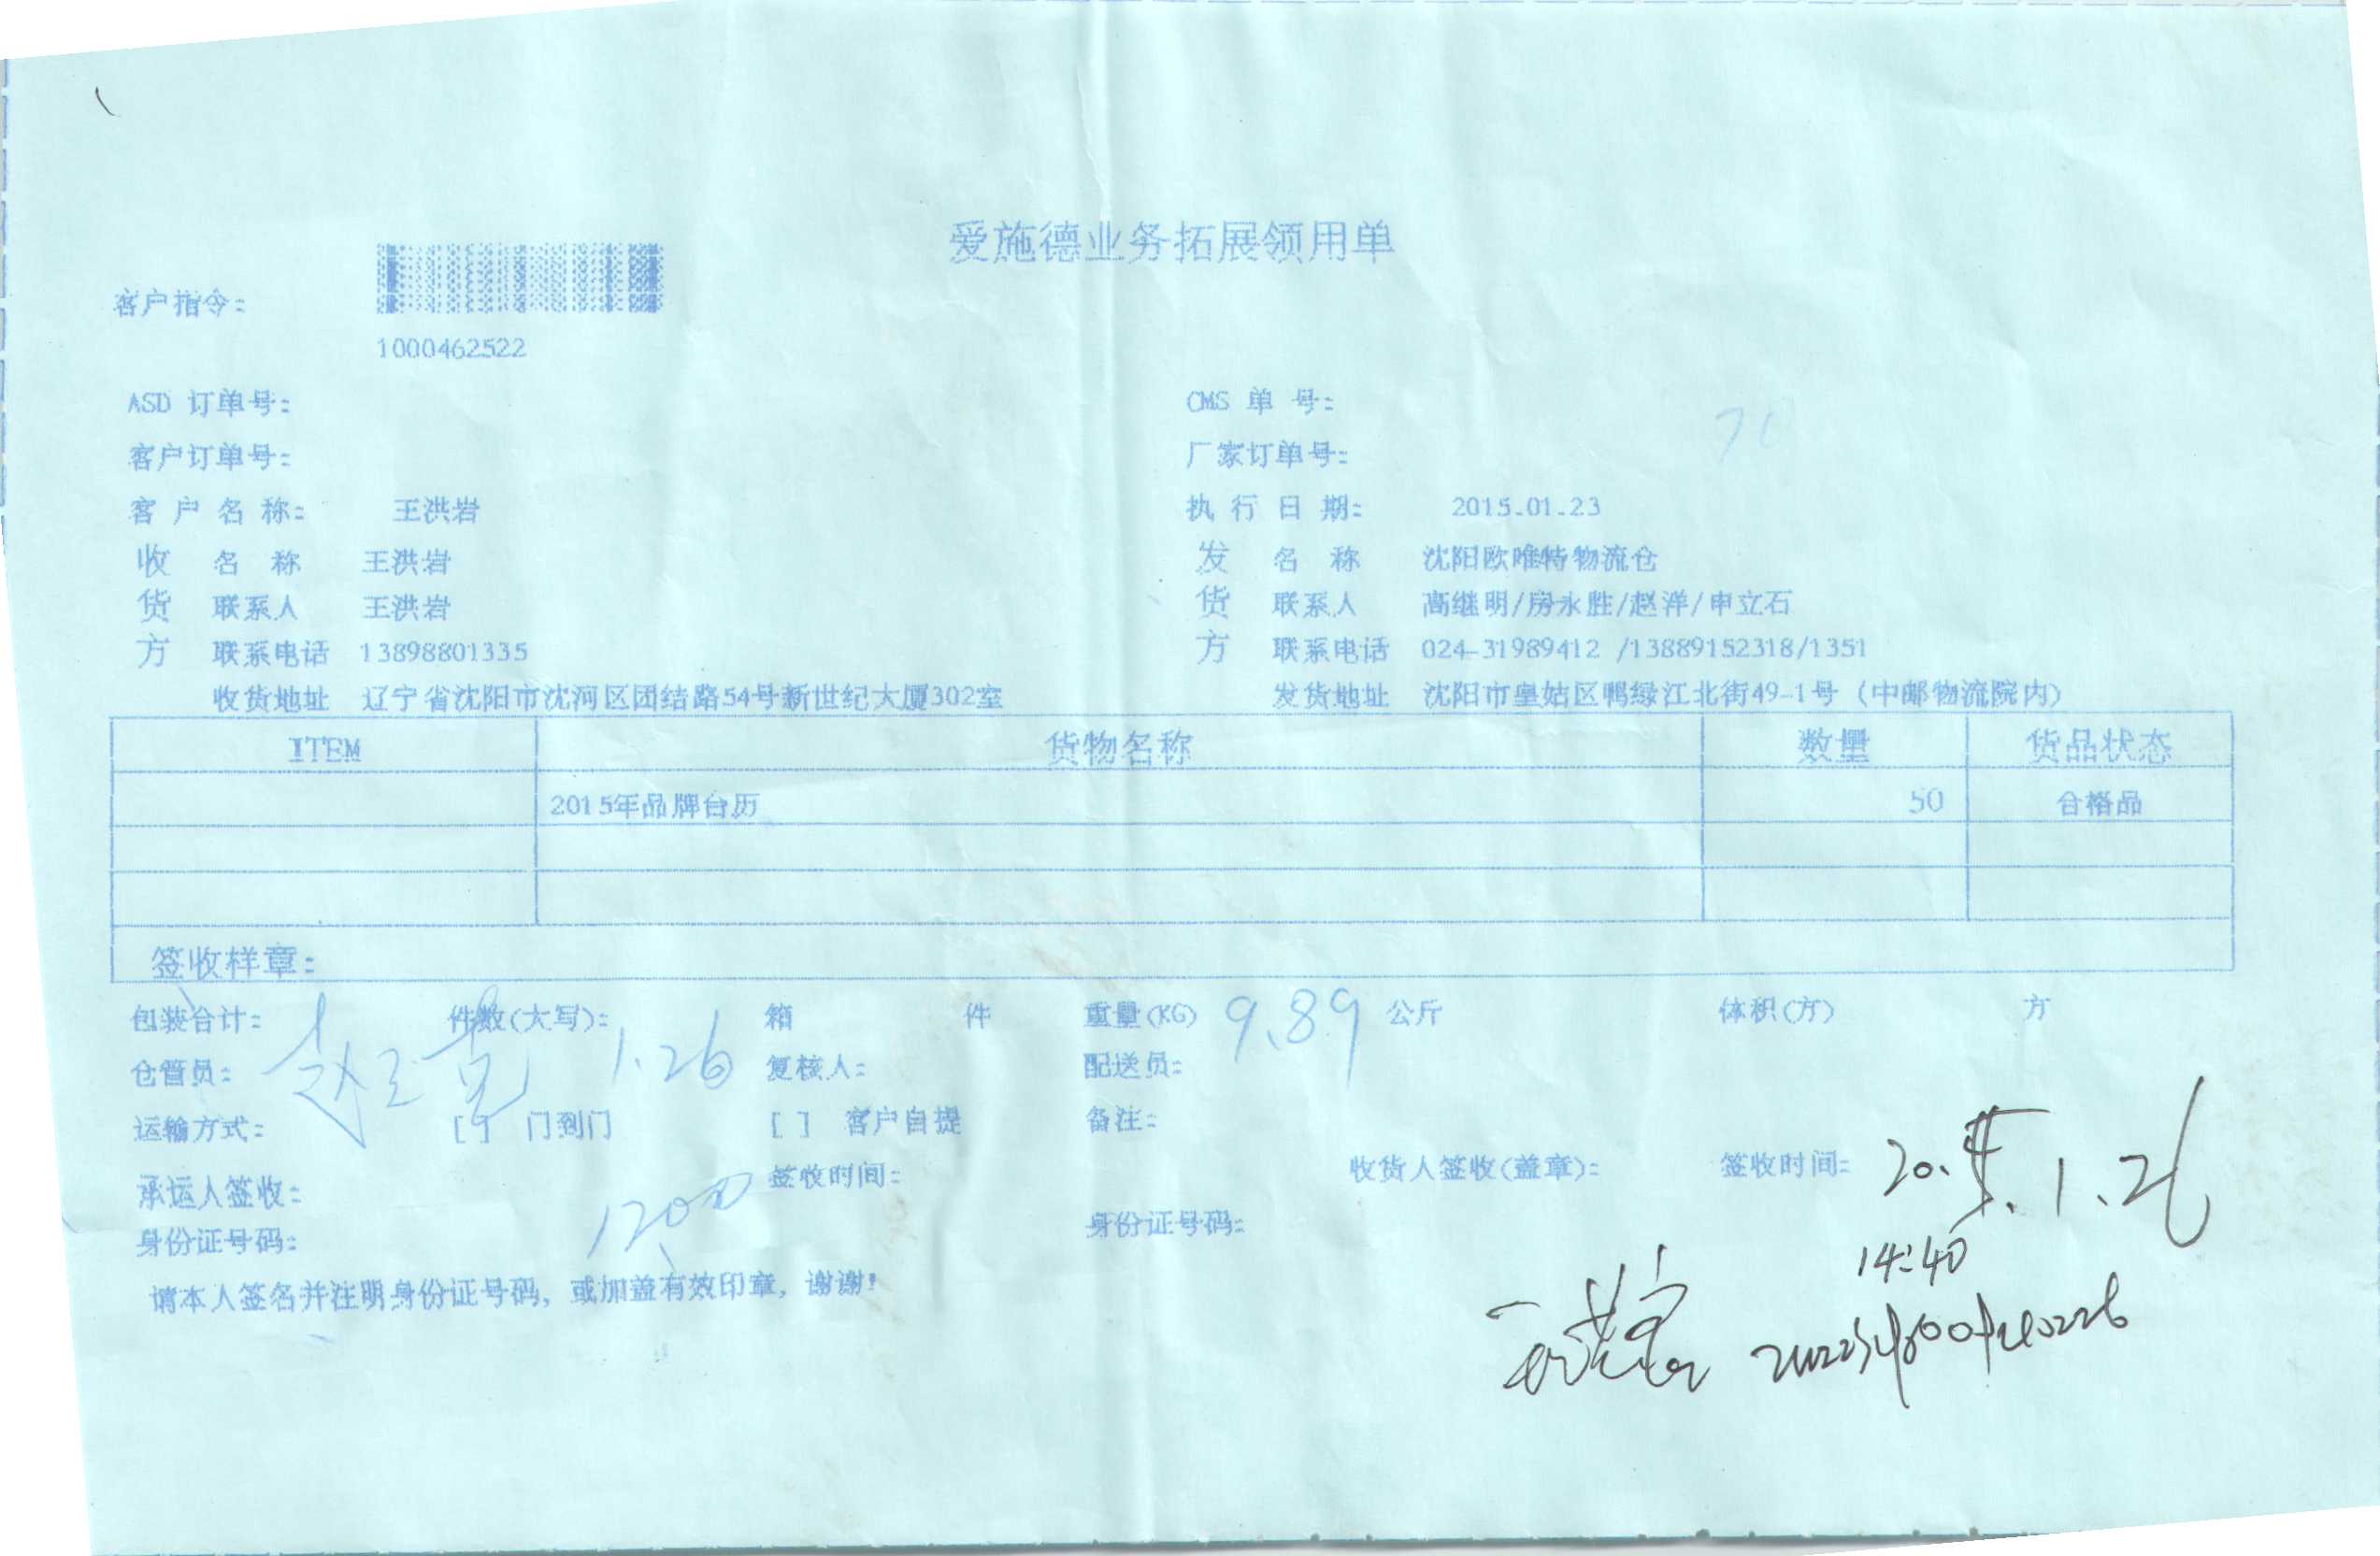 爱施德业务拓展领用单
客户指令:
1000462522
ASD 订单号: CMS 单 号:
70
客户订单号: 厂家订单号:
客 户 名 称: 王洪岩 执 行 日 期: 2015.01.23
收 名 称 王洪岩 发 名 称 沈阳欧唯特物流仓
货 联系人 王洪岩 货 联系人 高继明/房永胜/赵洋/申立石
方 联系电话 13898801335 方 联系电话 024-31989412 /13889152318/1351
收货地址 辽宁省沈阳市沈河区团结路54号新世纪大厦302室 发货地址 沈阳市皇姑区鸭绿江北街49-1号 (中邮物流院内)
ITEM 货物名称 数量 货品状态
2015年品牌台历 50 合格品
签收样章:
包装合计: 件数(大写): 箱 件 重量(KG) 9.89 公斤 体积(方) 方
仓管员: 1.26 复核人: 配送员:
运输方式: [ ] 门到门 [ ] 客户自提 备注:
承运人签收: 签收时间: 收货人签收(盖章): 签收时间: 2015.1.26
身份证号码: 身份证号码:
14:40
请本人签名并注明身份证号码, 或加盖有效印章, 谢谢!